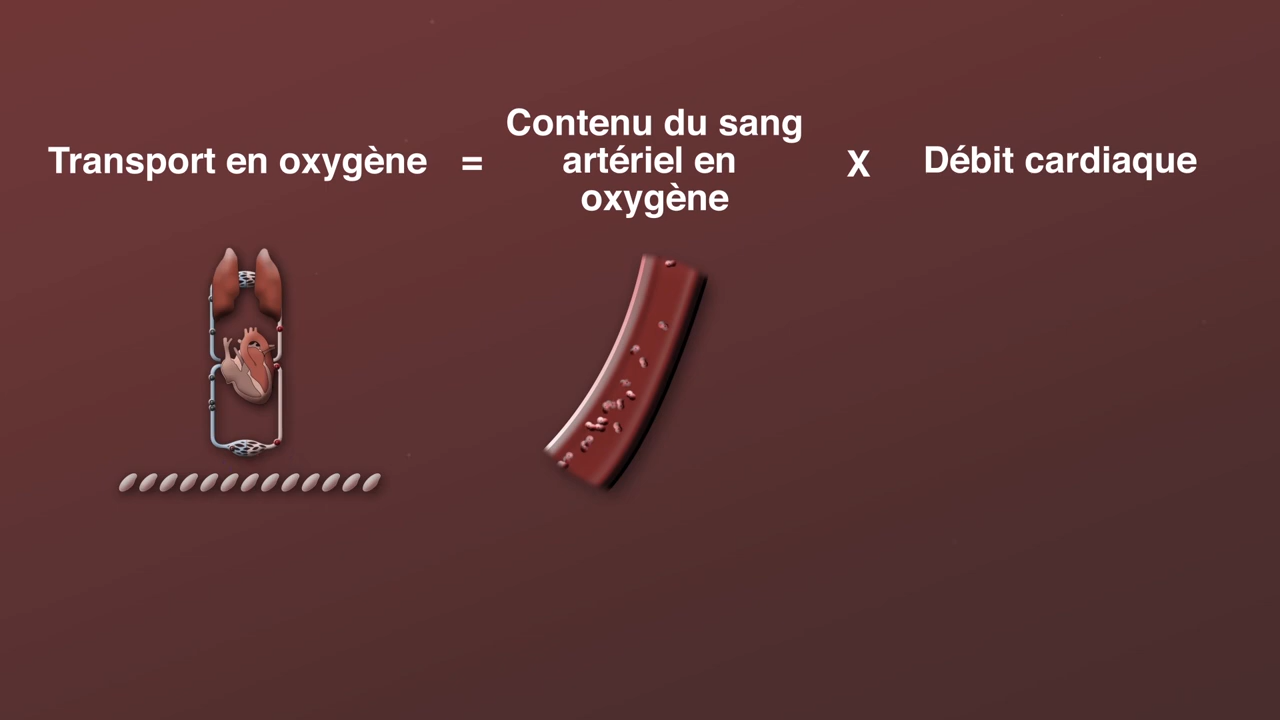 Transport en oxygène
=
Contenu du sang
artériel en
oxygène
X
Débit cardiaque